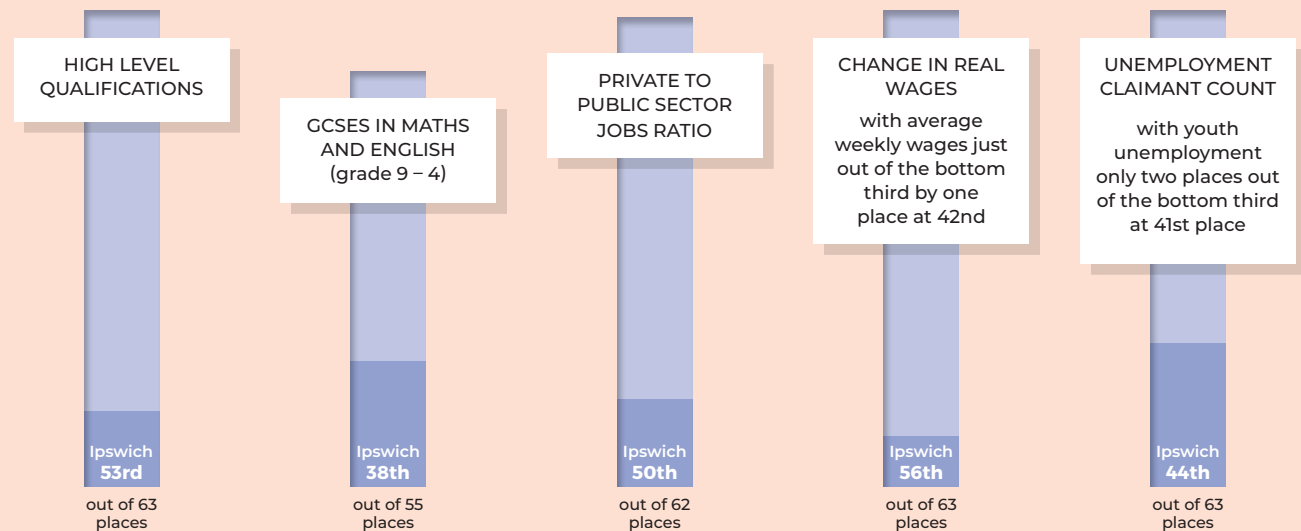 HIGH LEVEL
QUALIFICATIONS
Ipswich
53rd
out of 63
places
GCSES IN MATHS
AND ENGLISH
(grade 9 – 4)
Ipswich
38th
out of 55
places
PRIVATE TO
PUBLIC SECTOR
JOBS RATIO
Ipswich
50th
out of 62
places
CHANGE IN REAL
WAGES
with average
weekly wages just
out of the bottom
third by one
place at 42nd
Ipswich
56th
out of 63
places
UNEMPLOYMENT
CLAIMANT COUNT
with youth
unemployment
only two places out
of the bottom third
at 41st place
Ipswich
44th
out of 63
places